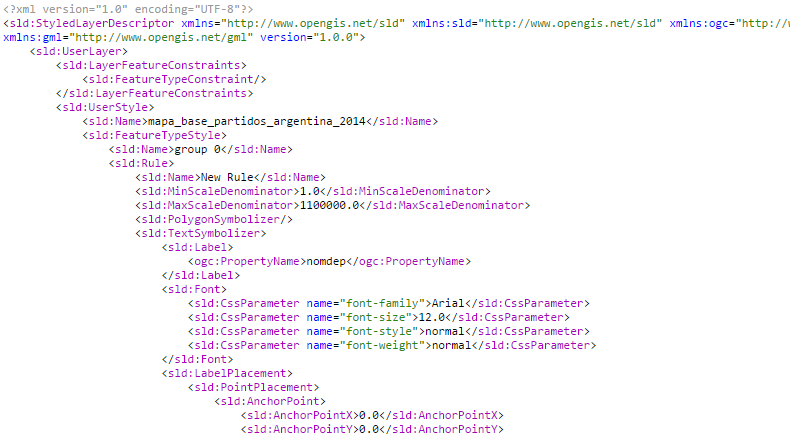 <?xml version="1.0" encoding="UTF-8"?>
<sld:StyledLayerDescriptor xmlns="http://www.opengis.net/sld" xmlns:sld="http://www.opengis.net/sld" xmlns:ogc="http://
xmlns:gml="http://www.opengis.net/gml" version="1.0.0">
<sld:UserLayer>
<sld:LayerFeatureConstraints>
<sld:FeatureTypeConstraint/>
</sld:LayerFeatureConstraints>
<sld:UserStyle>
<sld:Name>mapa_base_partidos_argentina_2014</sld:Name>
<sld:FeatureTypeStyle>
<sld:Name>group 0</sld:Name>
<sld:Rule>
<sld:Name>New Rule</sld:Name>
<sld:MinScaleDenominator>1.0</sld:MinScaleDenominator>
<sld:MaxScaleDenominator>1100000.0</sld:MaxScaleDenominator>
<sld:PolygonSymbolizer/>
<sld:TextSymbolizer>
<sld:Label>
<ogc:PropertyName>nomdep</ogc:PropertyName>
</sld:Label>
<sld:Font>
<sld:CssParameter name="font-family">Arial</sld:CssParameter>
<sld:CssParameter name="font-size">12.0</sld:CssParameter>
<sld:CssParameter name="font-style">normal</sld:CssParameter>
<sld:CssParameter name="font-weight">normal</sld:CssParameter>
</sld:Font>
<sld:LabelPlacement>
<sld:PointPlacement>
<sld:AnchorPoint>
<sld:AnchorPointX>0.0</sld:AnchorPointX>
<sld:AnchorPointY>0.0</sld:AnchorPointY>